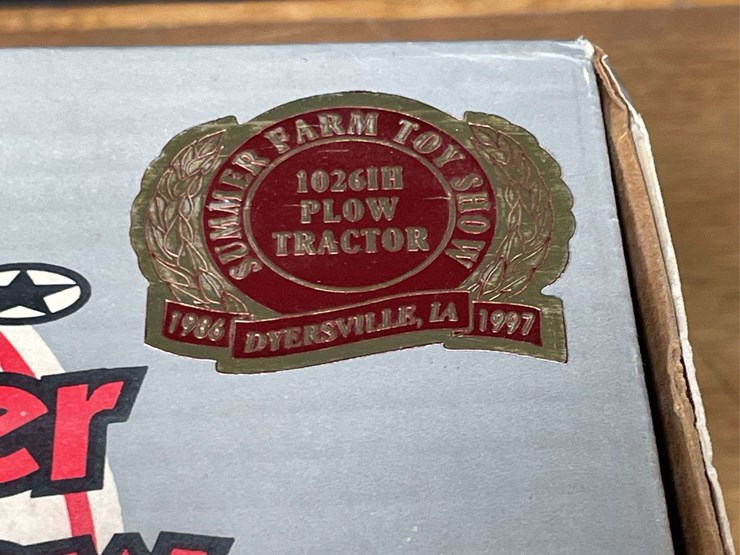 SUMMER FARM TOY SHOW
1026IH
PLOW
TRACTOR
1986 DYERSVILLE, IA 1997
er